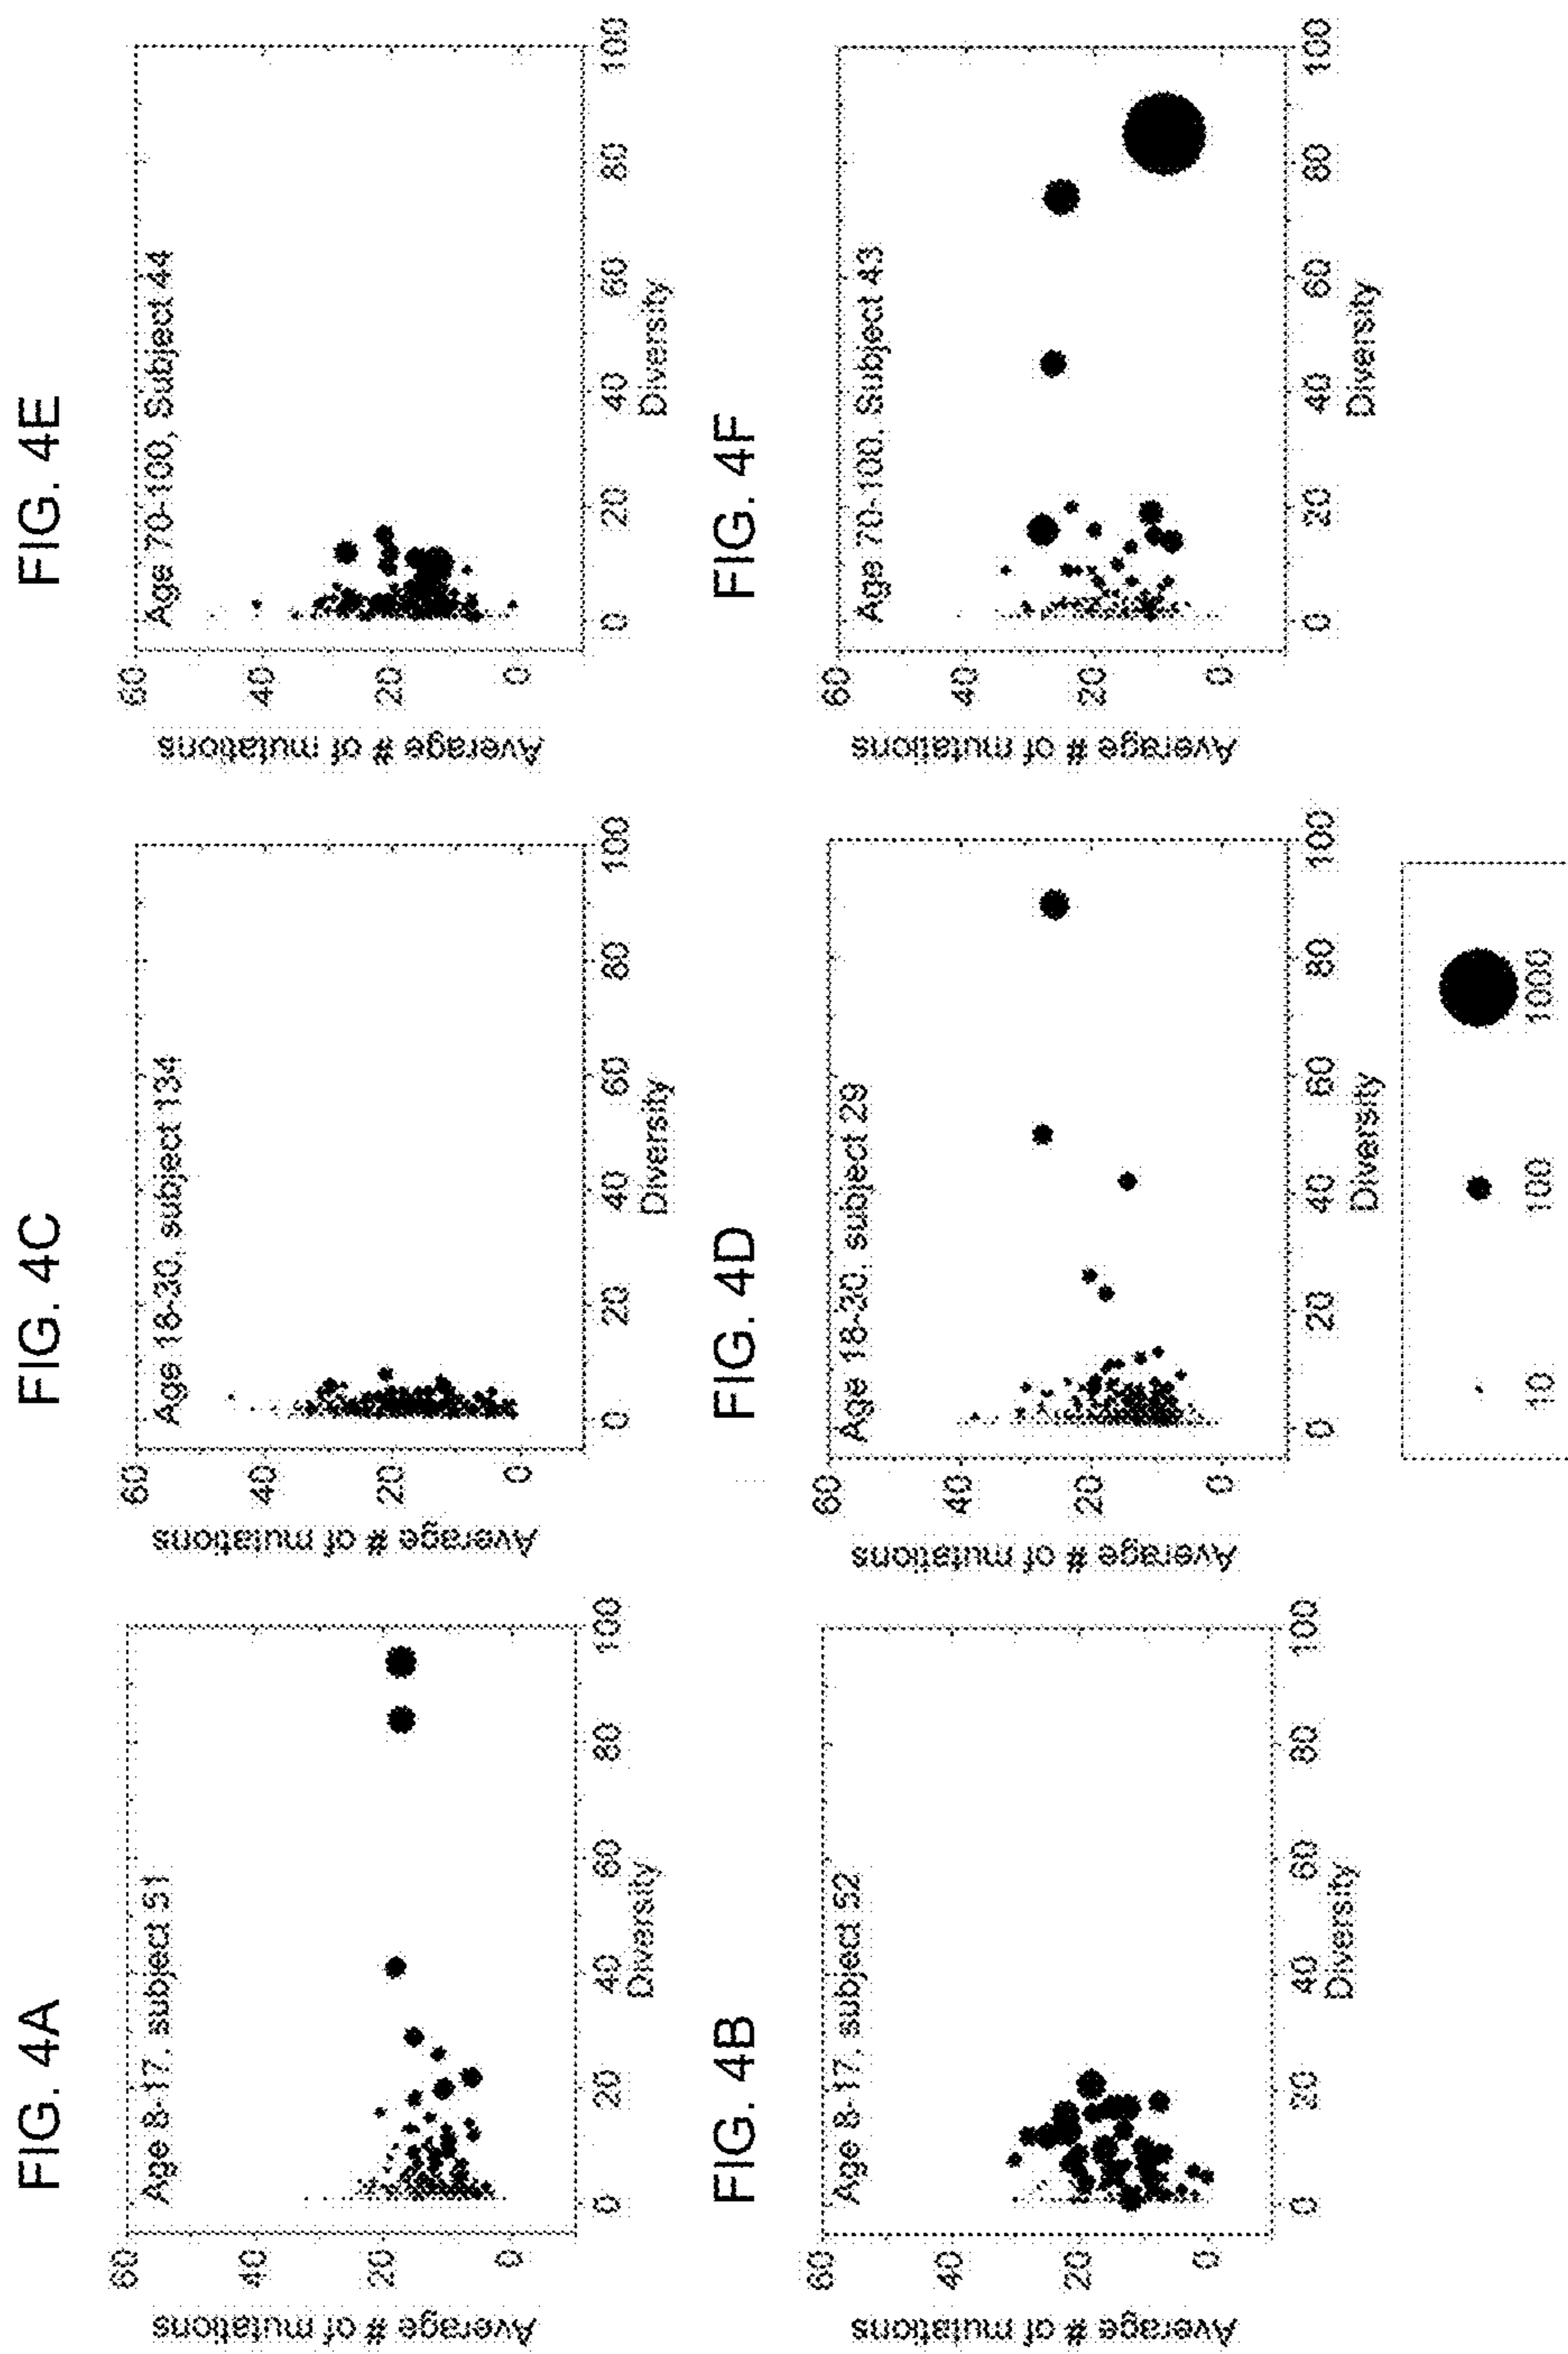 FIG. 4A
Age 8-17, subject 51
Average # of mutations
60
40
20
0
0 20 40 60 80 100
Diversity
FIG. 4C
Age 18-30, subject 134
Average # of mutations
60
40
20
0
0 20 40 60 80 100
Diversity
FIG. 4E
Age 70-100, Subject 44
Average # of mutations
60
40
20
0
0 20 40 60 80 100
Diversity
FIG. 4B
Age 8-17, subject 52
Average # of mutations
60
40
20
0
0 20 40 60 80 100
Diversity
FIG. 4D
Age 18-30, subject 29
Average # of mutations
60
40
20
0
0 20 40 60 80 100
Diversity
FIG. 4F
Age 70-100, Subject 43
Average # of mutations
60
40
20
0
0 20 40 60 80 100
Diversity
10 100 1000